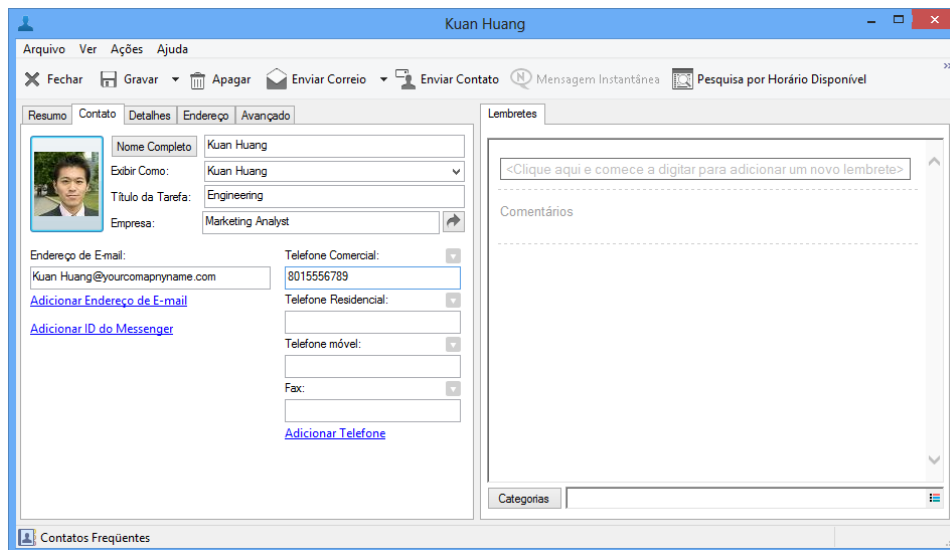 Kuan Huang
Arquivo Ver Ações Ajuda
Fechar Gravar Apagar Enviar Correio Enviar Contato Mensagem Instantânea Pesquisa por Horário Disponível
Resumo Contato Detalhes Endereço Avançado
Nome Completo Kuan Huang
Exibir Como: Kuan Huang
Título da Tarefa: Engineering
Empresa: Marketing Analyst
Endereço de E-mail:
Kuan Huang@yourcomapnyname.com
Adicionar Endereço de E-mail
Adicionar ID do Messenger
Telefone Comercial:
8015556789
Telefone Residencial:
Telefone móvel:
Fax:
Adicionar Telefone
Lembretes
<Clique aqui e comece a digitar para adicionar um novo lembrete>
Comentários
Categorias
Contatos Freqüentes